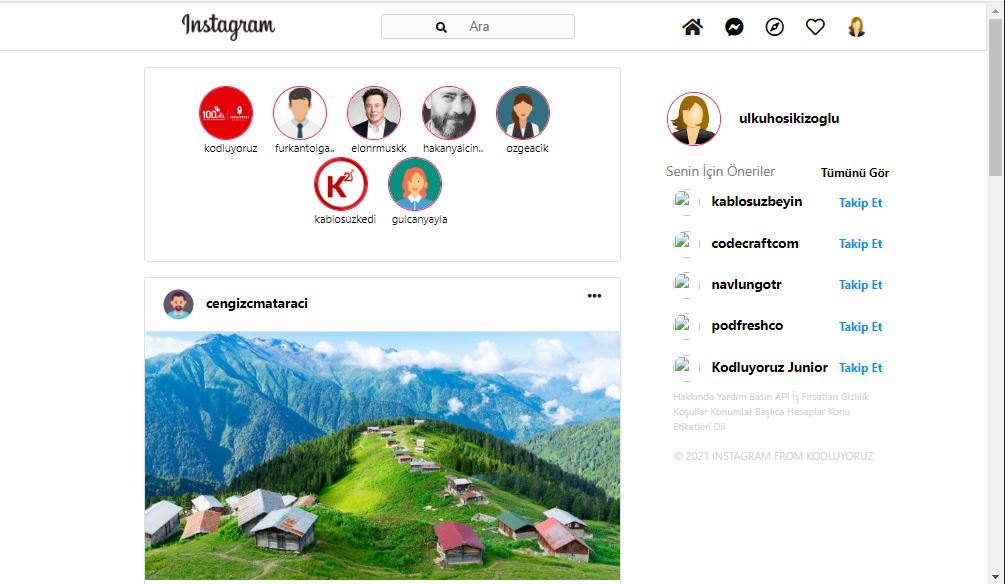 Instagram
Ara
kodluyoruz furkantolga.. elonrmuskk hakanyalcin.. ozgeacik
kablosuzkedi gulcanyayla
cengizcmataraci
ulkuhosikizoglu
Senin İçin Öneriler Tümünü Gör
kablosuzbeyin Takip Et
codecraftcom Takip Et
navlungotr Takip Et
podfreshco Takip Et
Kodluyoruz Junior Takip Et
Hakkında Yardım Basın API İş Fırsatları Gizlilik
Koşullar Konumlar Başlıca Hesaplar Konu
Etiketleri Dil
© 2021 INSTAGRAM FROM KODLUYORUZ